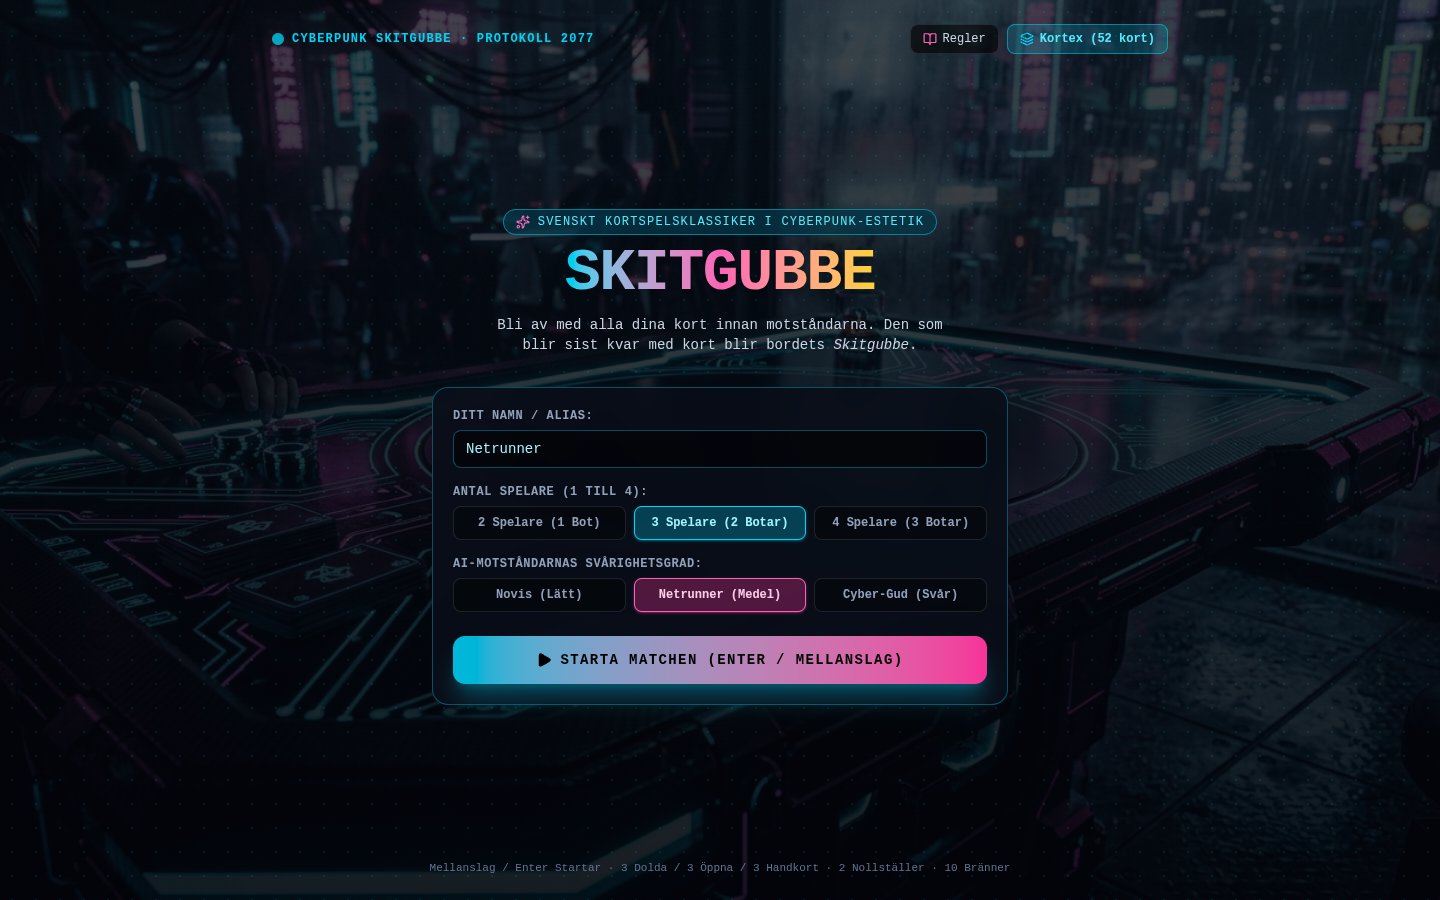 CYBERPUNK SKITGUBBE · PROTOKOLL 2077
Regler
Kortex (52 kort)
SVENSKT KORTSPELSKLASSIKER I CYBERPUNK-ESTETIK
SKITGUBBE
Bli av med alla dina kort innan motståndarna. Den som
blir sist kvar med kort blir bordets Skitgubbe.
DITT NAMN / ALIAS:
Netrunner
ANTAL SPELARE (1 TILL 4):
2 Spelare (1 Bot)
3 Spelare (2 Botar)
4 Spelare (3 Botar)
AI-MOTSTÅNDARNAS SVÅRIGHETSGRAD:
Novis (Lätt)
Netrunner (Medel)
Cyber-Gud (Svår)
STARTA MATCHEN (ENTER / MELLANSLAG)
Mellanslag / Enter Startar · 3 Dolda / 3 Öppna / 3 Handkort · 2 Nollställer · 10 Bränner